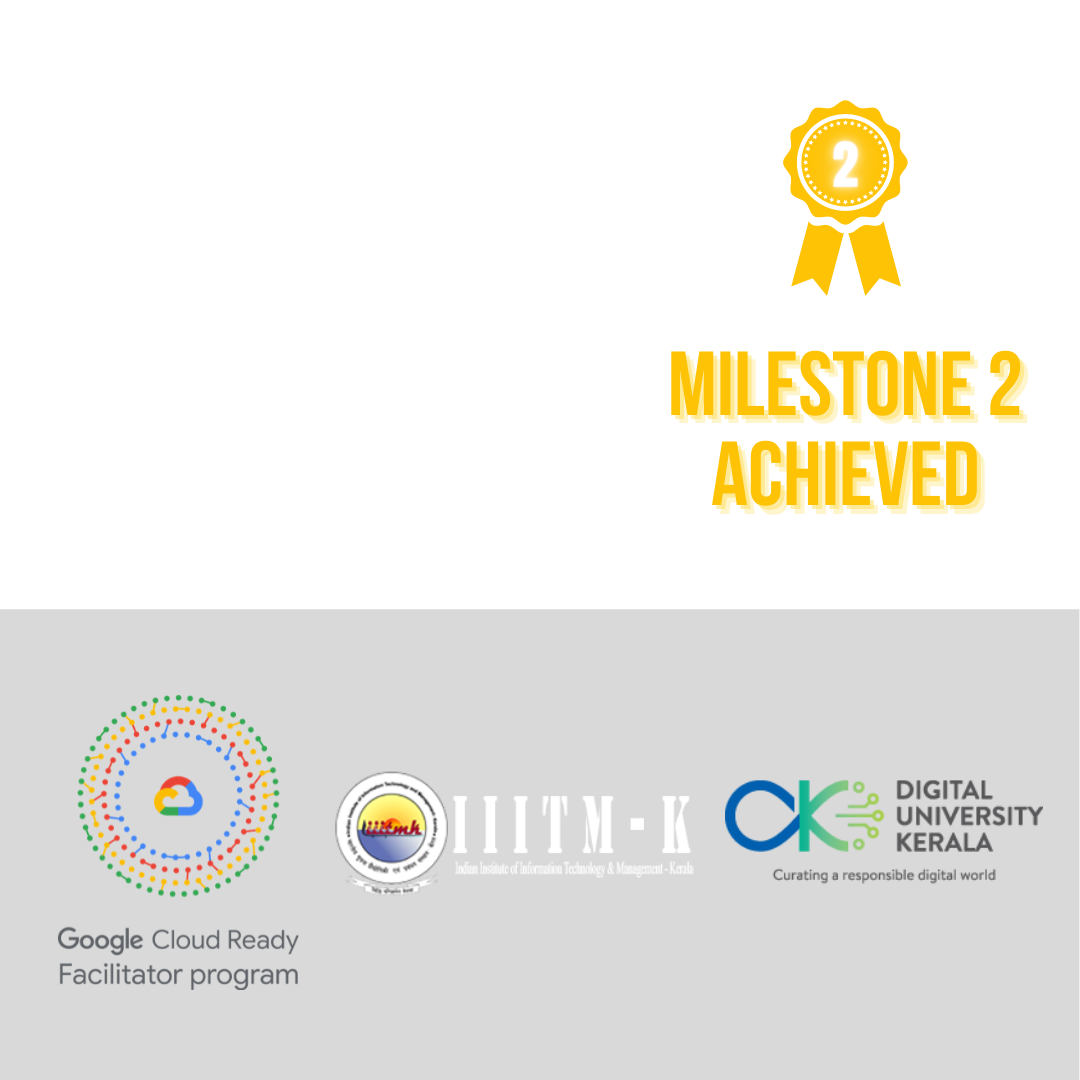 2
MILESTONE 2
ACHIEVED
Google Cloud Ready
Facilitator program
IIITM-K
Indian Institute of Information Technology & Management - Kerala
DIGITAL
UNIVERSITY
KERALA
Curating a responsible digital world